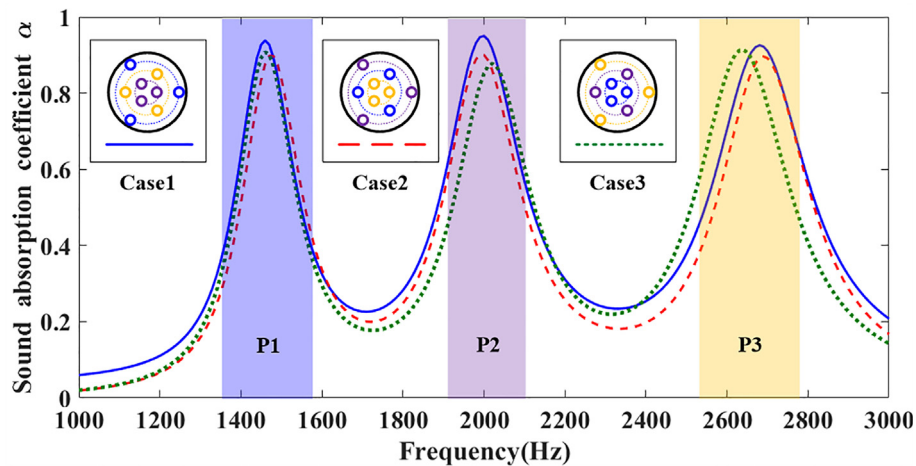 Sound absorption coefficient α
1
0.8
0.6
0.4
0.2
0
Case1
Case2
Case3
P1
P2
P3
1000 1200 1400 1600 1800 2000 2200 2400 2600 2800 3000
Frequency(Hz)